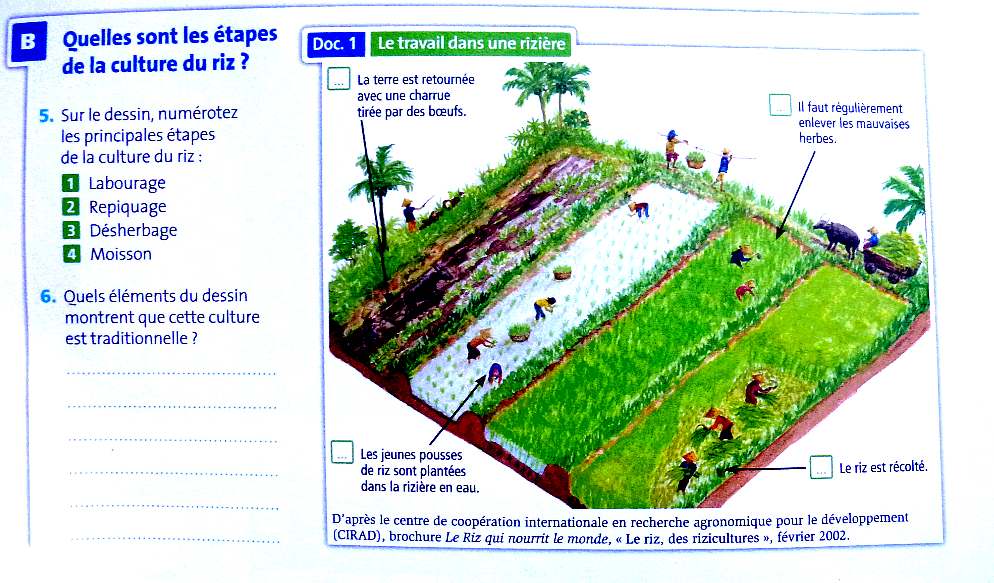 B
Quelles sont les étapes
de la culture du riz ?
5. Sur le dessin, numérotez
les principales étapes
de la culture du riz :
1 Labourage
2 Repiquage
3 Désherbage
4 Moisson
6. Quels éléments du dessin
montrent que cette culture
est traditionnelle ?
Doc. 1 Le travail dans une rizière
... La terre est retournée
avec une charrue
tirée par des bœufs.
... Il faut régulièrement
enlever les mauvaises
herbes.
... Les jeunes pousses
de riz sont plantées
dans la rizière en eau.
... Le riz est récolté.
D'après le centre de coopération internationale en recherche agronomique pour le développement
(CIRAD), brochure Le Riz qui nourrit le monde, « Le riz, des rizicultures », février 2002.